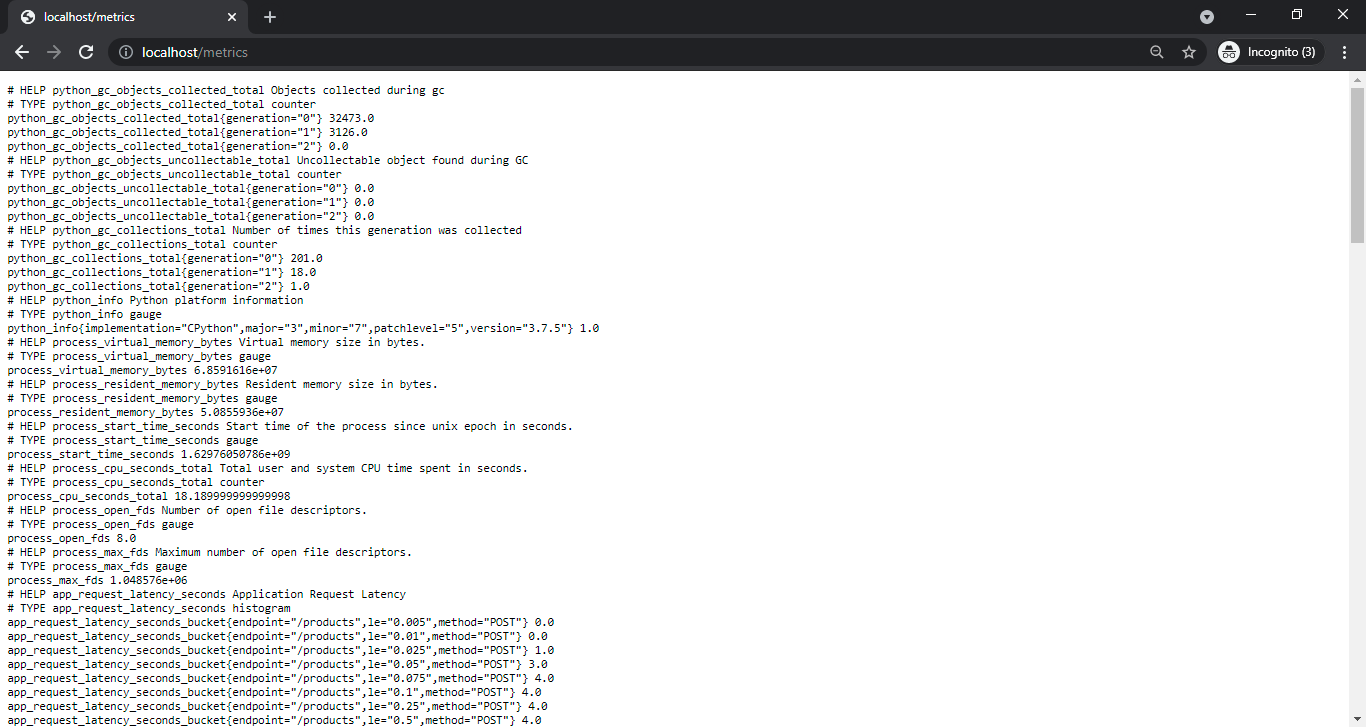 localhost/metrics
localhost/metrics
Incognito (3)
# HELP python_gc_objects_collected_total Objects collected during gc
# TYPE python_gc_objects_collected_total counter
python_gc_objects_collected_total{generation="0"} 32473.0
python_gc_objects_collected_total{generation="1"} 3126.0
python_gc_objects_collected_total{generation="2"} 0.0
# HELP python_gc_objects_uncollectable_total Uncollectable object found during GC
# TYPE python_gc_objects_uncollectable_total counter
python_gc_objects_uncollectable_total{generation="0"} 0.0
python_gc_objects_uncollectable_total{generation="1"} 0.0
python_gc_objects_uncollectable_total{generation="2"} 0.0
# HELP python_gc_collections_total Number of times this generation was collected
# TYPE python_gc_collections_total counter
python_gc_collections_total{generation="0"} 201.0
python_gc_collections_total{generation="1"} 18.0
python_gc_collections_total{generation="2"} 1.0
# HELP python_info Python platform information
# TYPE python_info gauge
python_info{implementation="CPython",major="3",minor="7",patchlevel="5",version="3.7.5"} 1.0
# HELP process_virtual_memory_bytes Virtual memory size in bytes.
# TYPE process_virtual_memory_bytes gauge
process_virtual_memory_bytes 6.8591616e+07
# HELP process_resident_memory_bytes Resident memory size in bytes.
# TYPE process_resident_memory_bytes gauge
process_resident_memory_bytes 5.0855936e+07
# HELP process_start_time_seconds Start time of the process since unix epoch in seconds.
# TYPE process_start_time_seconds gauge
process_start_time_seconds 1.62976050786e+09
# HELP process_cpu_seconds_total Total user and system CPU time spent in seconds.
# TYPE process_cpu_seconds_total counter
process_cpu_seconds_total 18.189999999999998
# HELP process_open_fds Number of open file descriptors.
# TYPE process_open_fds gauge
process_open_fds 8.0
# HELP process_max_fds Maximum number of open file descriptors.
# TYPE process_max_fds gauge
process_max_fds 1.048576e+06
# HELP app_request_latency_seconds Application Request Latency
# TYPE app_request_latency_seconds histogram
app_request_latency_seconds_bucket{endpoint="/products",le="0.005",method="POST"} 0.0
app_request_latency_seconds_bucket{endpoint="/products",le="0.01",method="POST"} 0.0
app_request_latency_seconds_bucket{endpoint="/products",le="0.025",method="POST"} 1.0
app_request_latency_seconds_bucket{endpoint="/products",le="0.05",method="POST"} 3.0
app_request_latency_seconds_bucket{endpoint="/products",le="0.075",method="POST"} 4.0
app_request_latency_seconds_bucket{endpoint="/products",le="0.1",method="POST"} 4.0
app_request_latency_seconds_bucket{endpoint="/products",le="0.25",method="POST"} 4.0
app_request_latency_seconds_bucket{endpoint="/products",le="0.5",method="POST"} 4.0